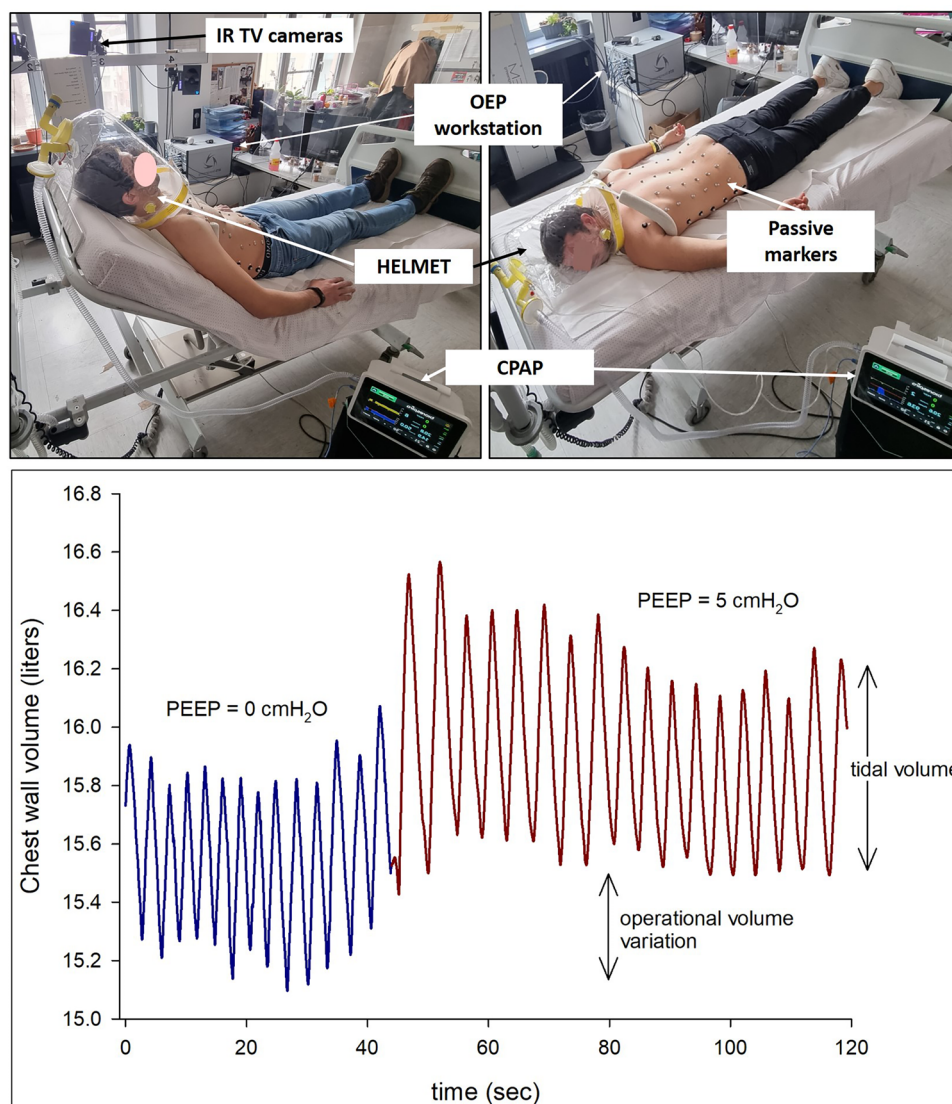 IR TV cameras
OEP
workstation
HELMET
Passive
markers
CPAP
Chest wall volume (liters)
16.8
16.6
16.4
16.2
16.0
15.8
15.6
15.4
15.2
15.0
PEEP = 0 cmH₂O
PEEP = 5 cmH₂O
tidal volume
operational volume
variation
0
20
40
60
80
100
120
time (sec)